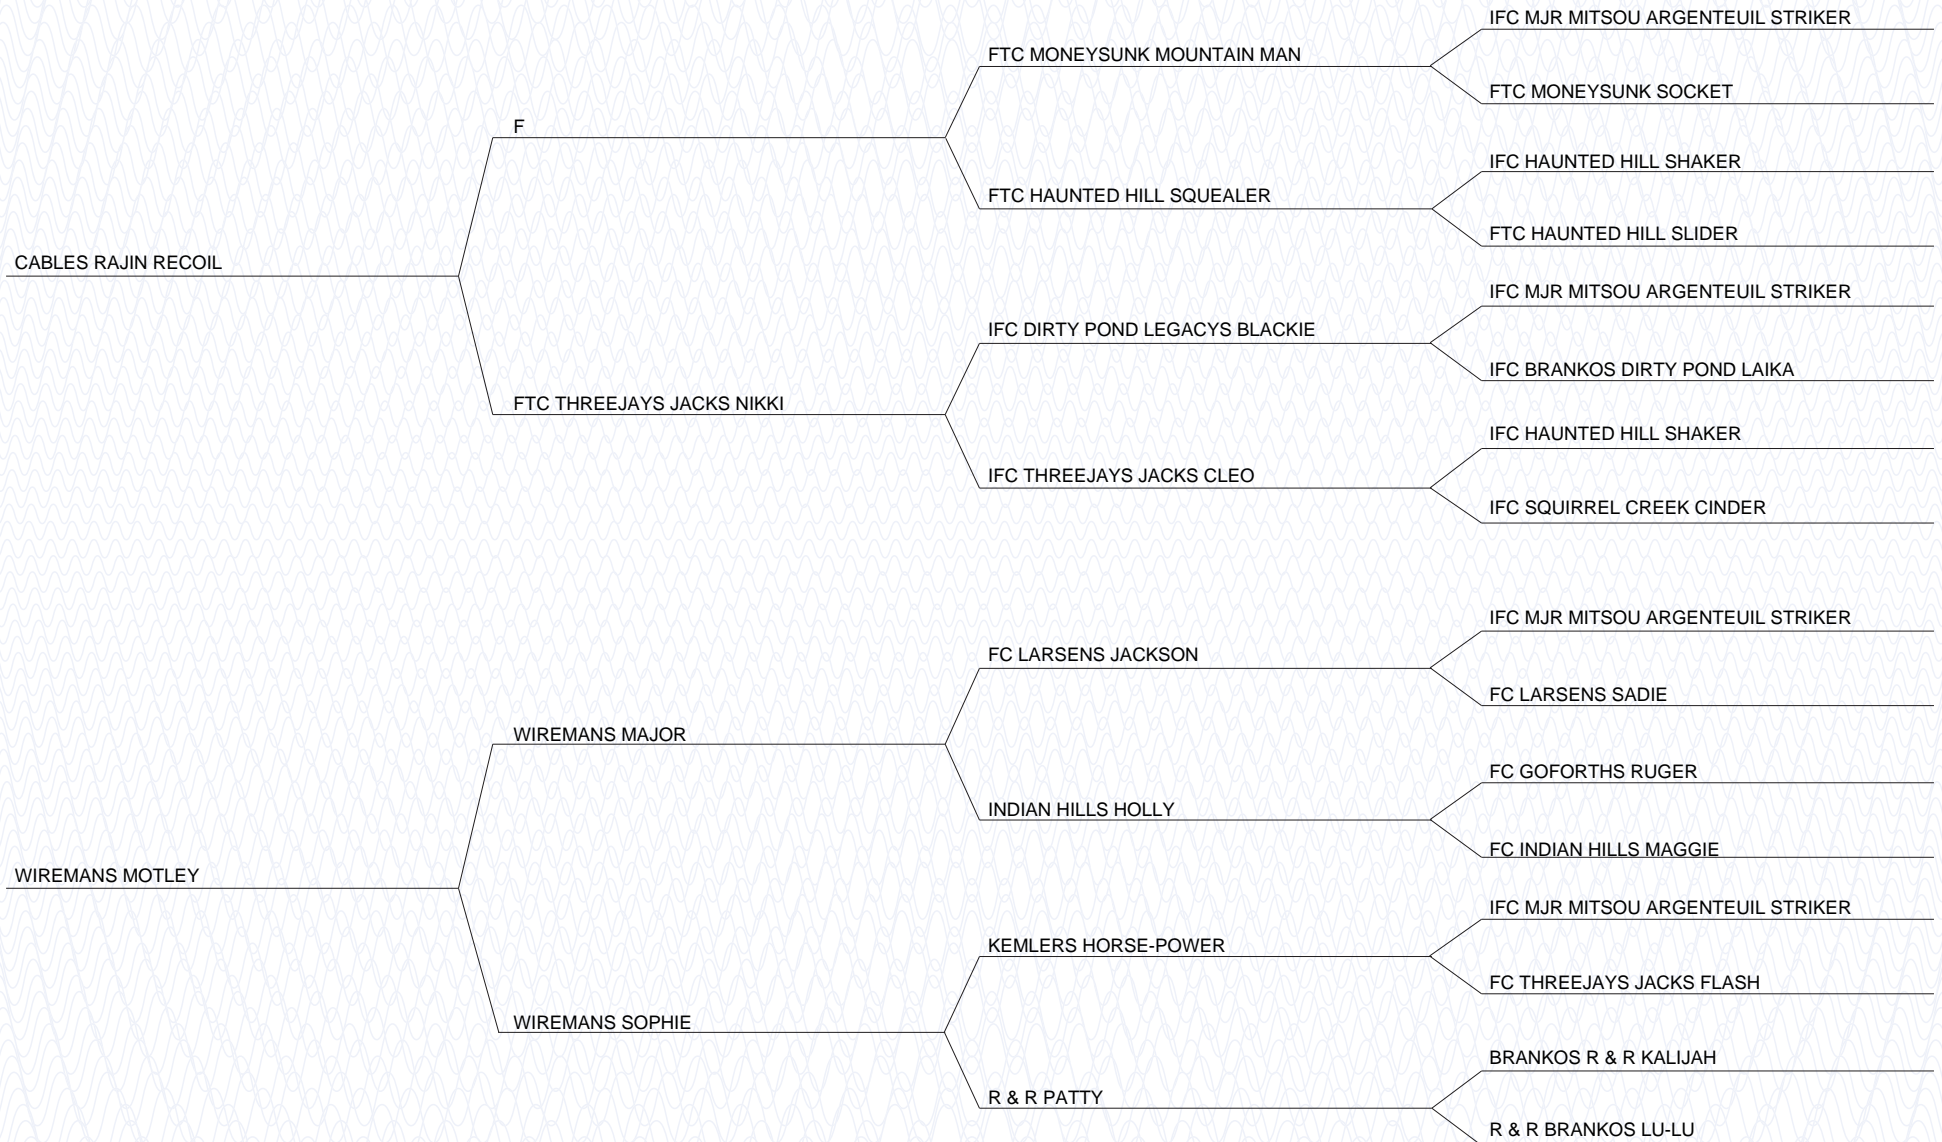 IFC MJR MITSOU ARGENTEUIL STRIKER
FTC MONEYSUNK MOUNTAIN MAN
FTC MONEYSUNK SOCKET
F
IFC HAUNTED HILL SHAKER
FTC HAUNTED HILL SQUEALER
FTC HAUNTED HILL SLIDER
CABLES RAJIN RECOIL
IFC MJR MITSOU ARGENTEUIL STRIKER
IFC DIRTY POND LEGACYS BLACKIE
IFC BRANKOS DIRTY POND LAIKA
FTC THREEJAYS JACKS NIKKI
IFC HAUNTED HILL SHAKER
IFC THREEJAYS JACKS CLEO
IFC SQUIRREL CREEK CINDER
IFC MJR MITSOU ARGENTEUIL STRIKER
FC LARSENS JACKSON
FC LARSENS SADIE
WIREMANS MAJOR
FC GOFORTHS RUGER
INDIAN HILLS HOLLY
FC INDIAN HILLS MAGGIE
WIREMANS MOTLEY
IFC MJR MITSOU ARGENTEUIL STRIKER
KEMLERS HORSE-POWER
FC THREEJAYS JACKS FLASH
WIREMANS SOPHIE
BRANKOS R & R KALIJAH
R & R PATTY
R & R BRANKOS LU-LU